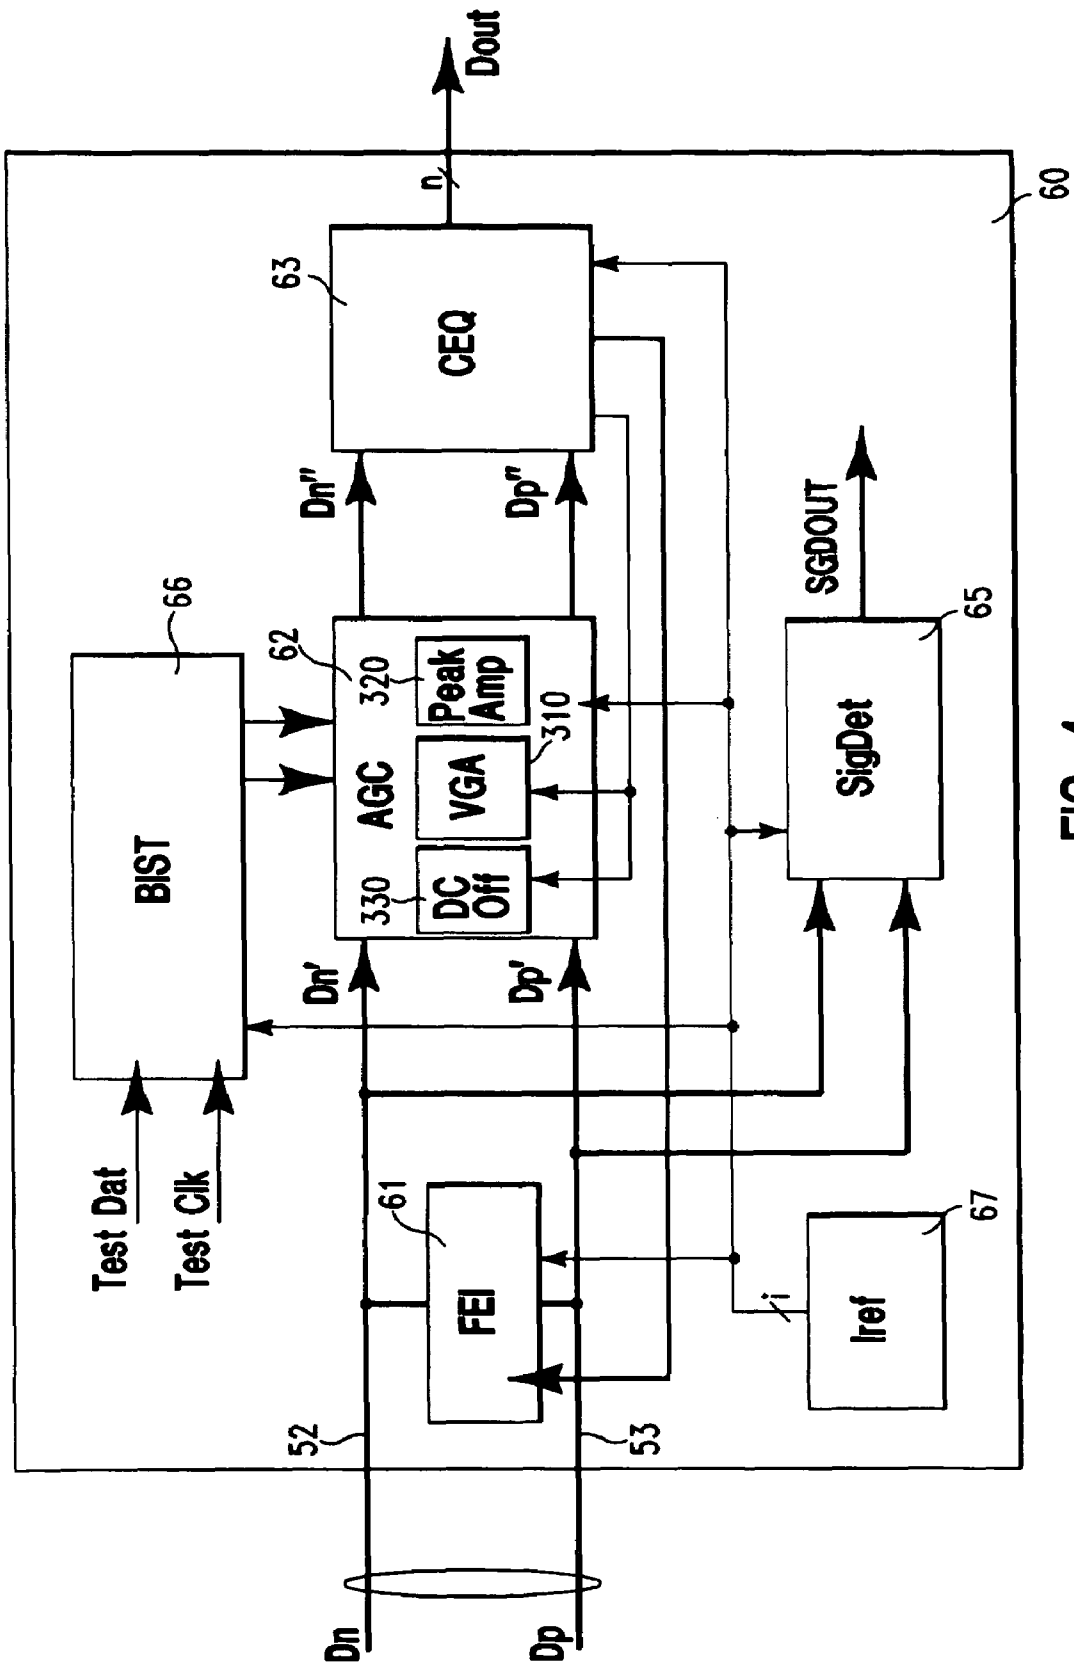 Test Dat
Test Clk
BIST
66
Dn
52
Dn'
AGC
62
Dn"
CEQ
63
n
Dout
FEI
61
330
DC
Off
VGA
310
320
Peak
Amp
Dp
53
Dp'
Dp"
Iref
67
i
SigDet
65
SGDOUT
60